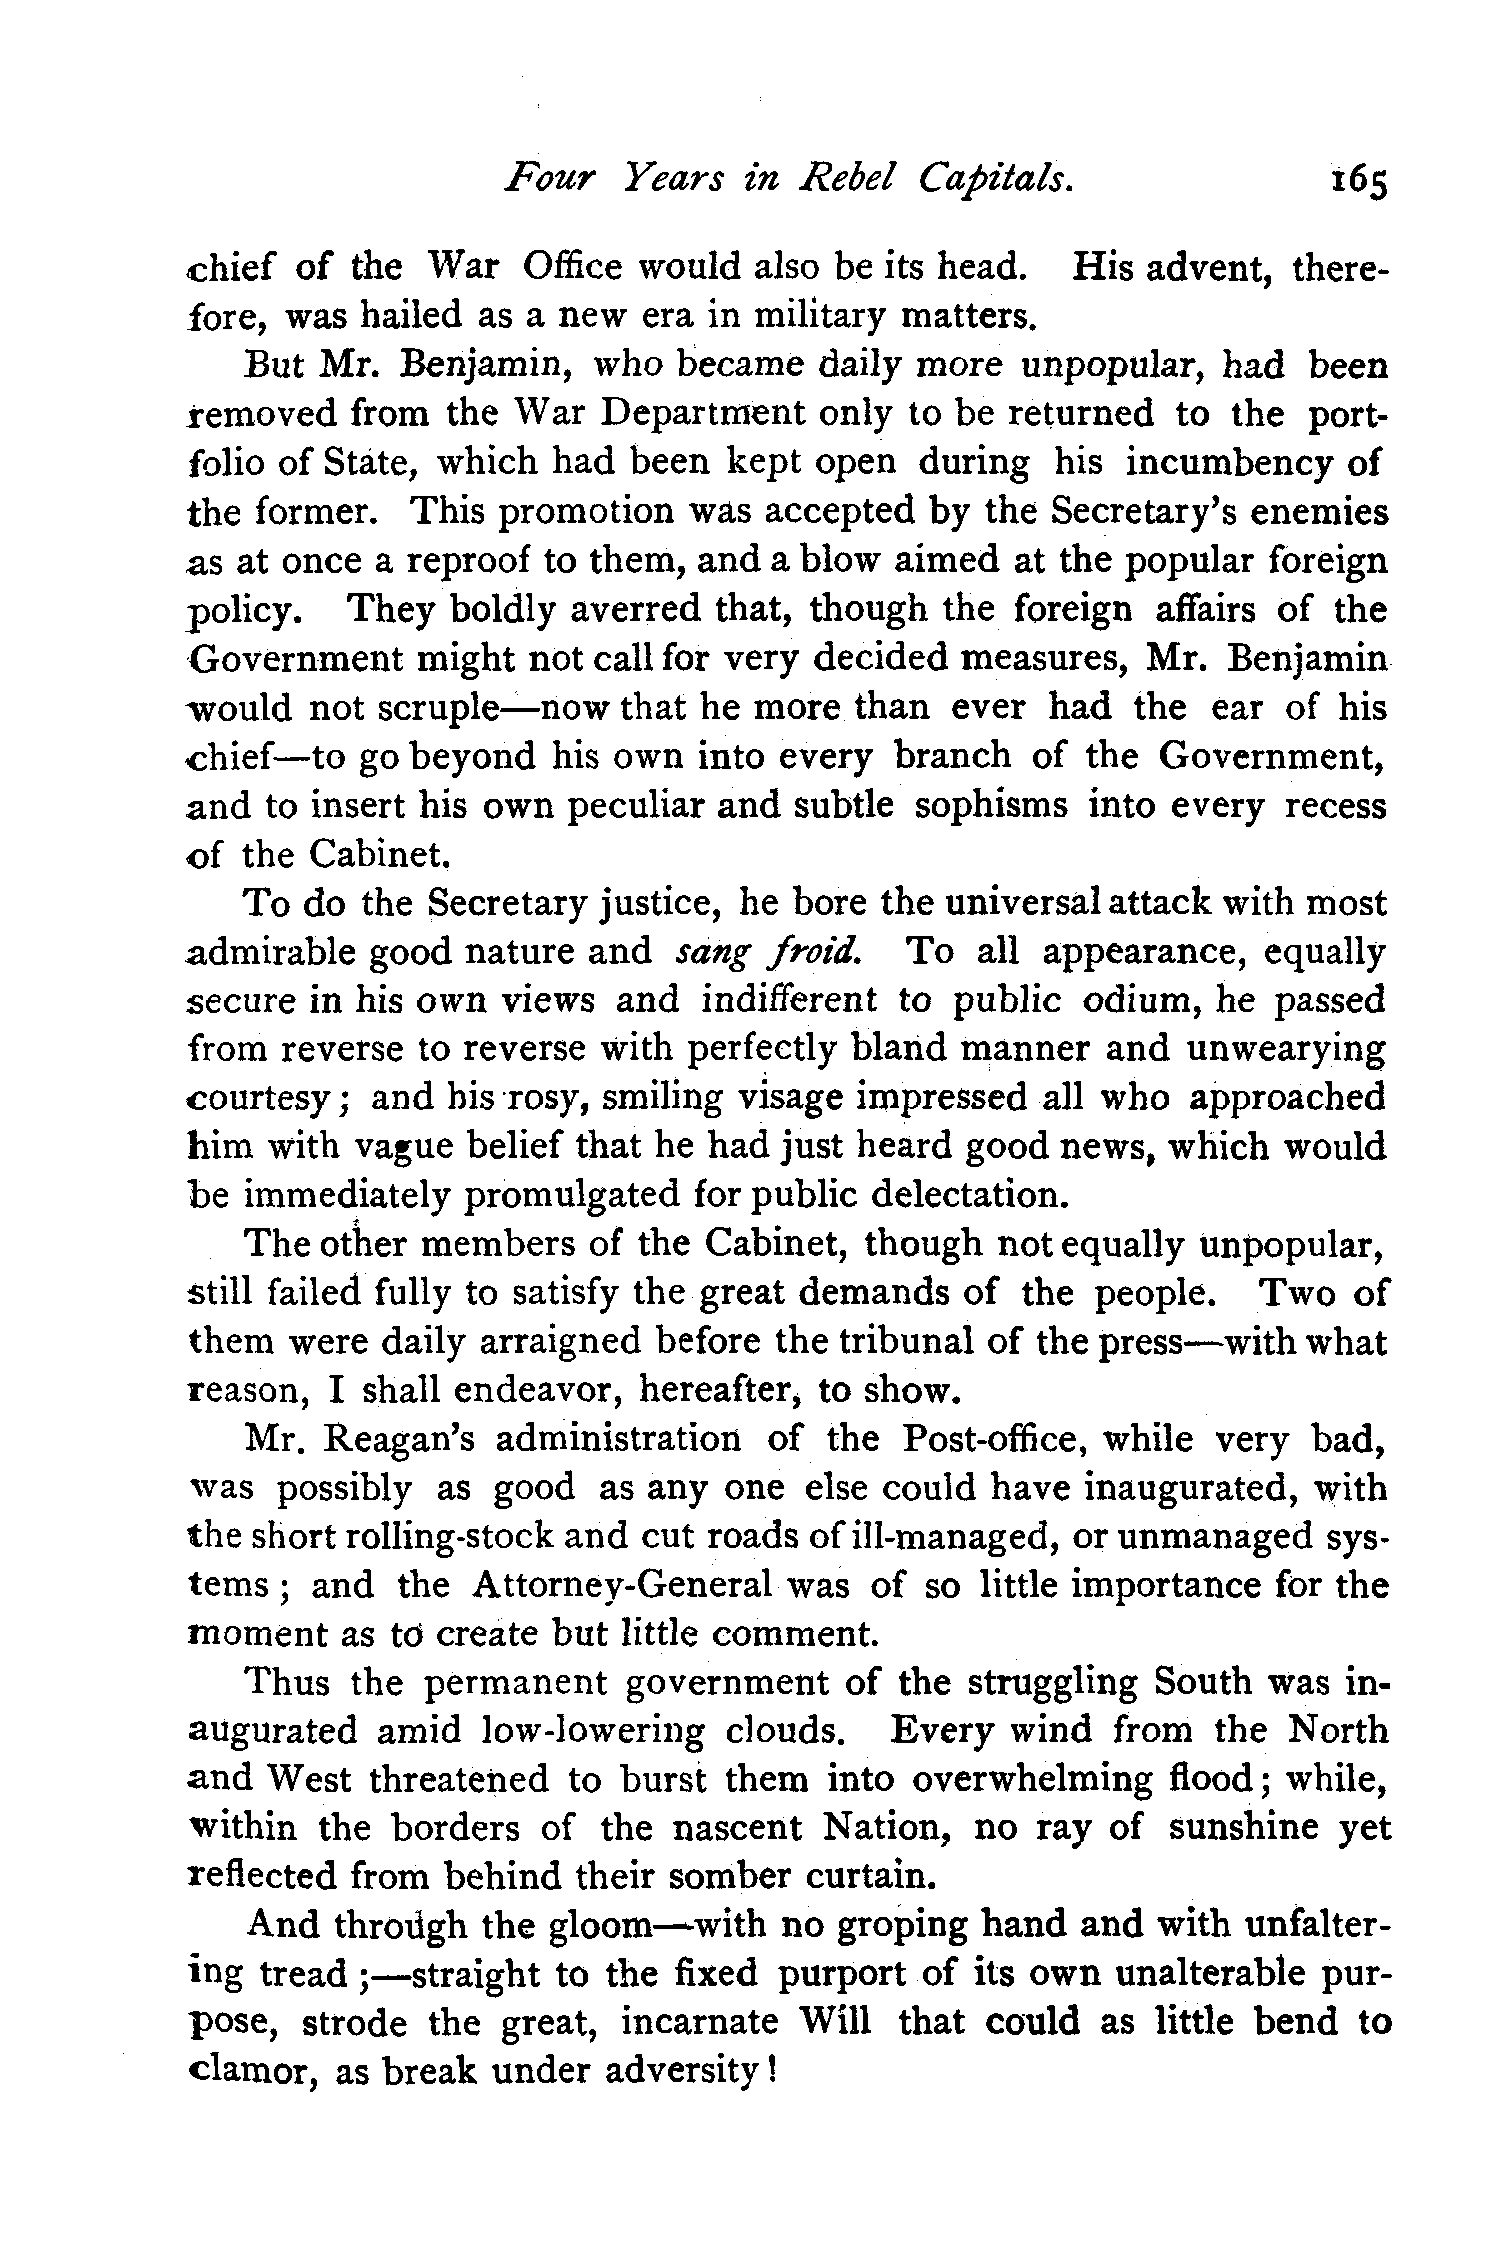 Four Years in Rebel Capitals. 165
chief of the War Office would also be its head. His advent, there-
fore, was hailed as a new era in military matters.
But Mr. Benjamin, who became daily more unpopular, had been
removed from the War Department only to be returned to the port-
folio of State, which had been kept open during his incumbency of
the former. This promotion was accepted by the Secretary's enemies
as at once a reproof to them, and a blow aimed at the popular foreign
policy. They boldly averred that, though the foreign affairs of the
Government might not call for very decided measures, Mr. Benjamin
would not scruple—now that he more than ever had the ear of his
chief—to go beyond his own into every branch of the Government,
and to insert his own peculiar and subtle sophisms into every recess
of the Cabinet.
To do the Secretary justice, he bore the universal attack with most
admirable good nature and sang froid. To all appearance, equally
secure in his own views and indifferent to public odium, he passed
from reverse to reverse with perfectly bland manner and unwearying
courtesy; and his rosy, smiling visage impressed all who approached
him with vague belief that he had just heard good news, which would
be immediately promulgated for public delectation.
The other members of the Cabinet, though not equally unpopular,
still failed fully to satisfy the great demands of the people. Two of
them were daily arraigned before the tribunal of the press—with what
reason, I shall endeavor, hereafter, to show.
Mr. Reagan's administration of the Post-office, while very bad,
was possibly as good as any one else could have inaugurated, with
the short rolling-stock and cut roads of ill-managed, or unmanaged sys-
tems; and the Attorney-General was of so little importance for the
moment as to create but little comment.
Thus the permanent government of the struggling South was in-
augurated amid low-lowering clouds. Every wind from the North
and West threatened to burst them into overwhelming flood; while,
within the borders of the nascent Nation, no ray of sunshine yet
reflected from behind their somber curtain.
And through the gloom—with no groping hand and with unfalter-
ing tread;—straight to the fixed purport of its own unalterable pur-
pose, strode the great, incarnate Will that could as little bend to
clamor, as break under adversity!